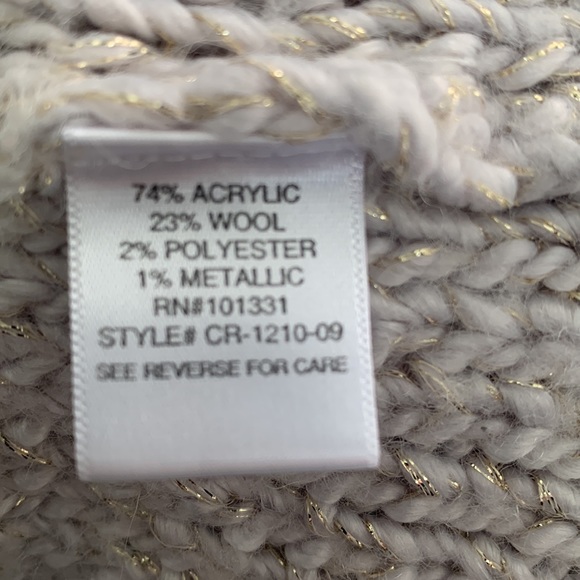 74% ACRYLIC
23% WOOL
2% POLYESTER
1% METALLIC
RN#101331
STYLE# CR-1210-09
SEE REVERSE FOR CARE